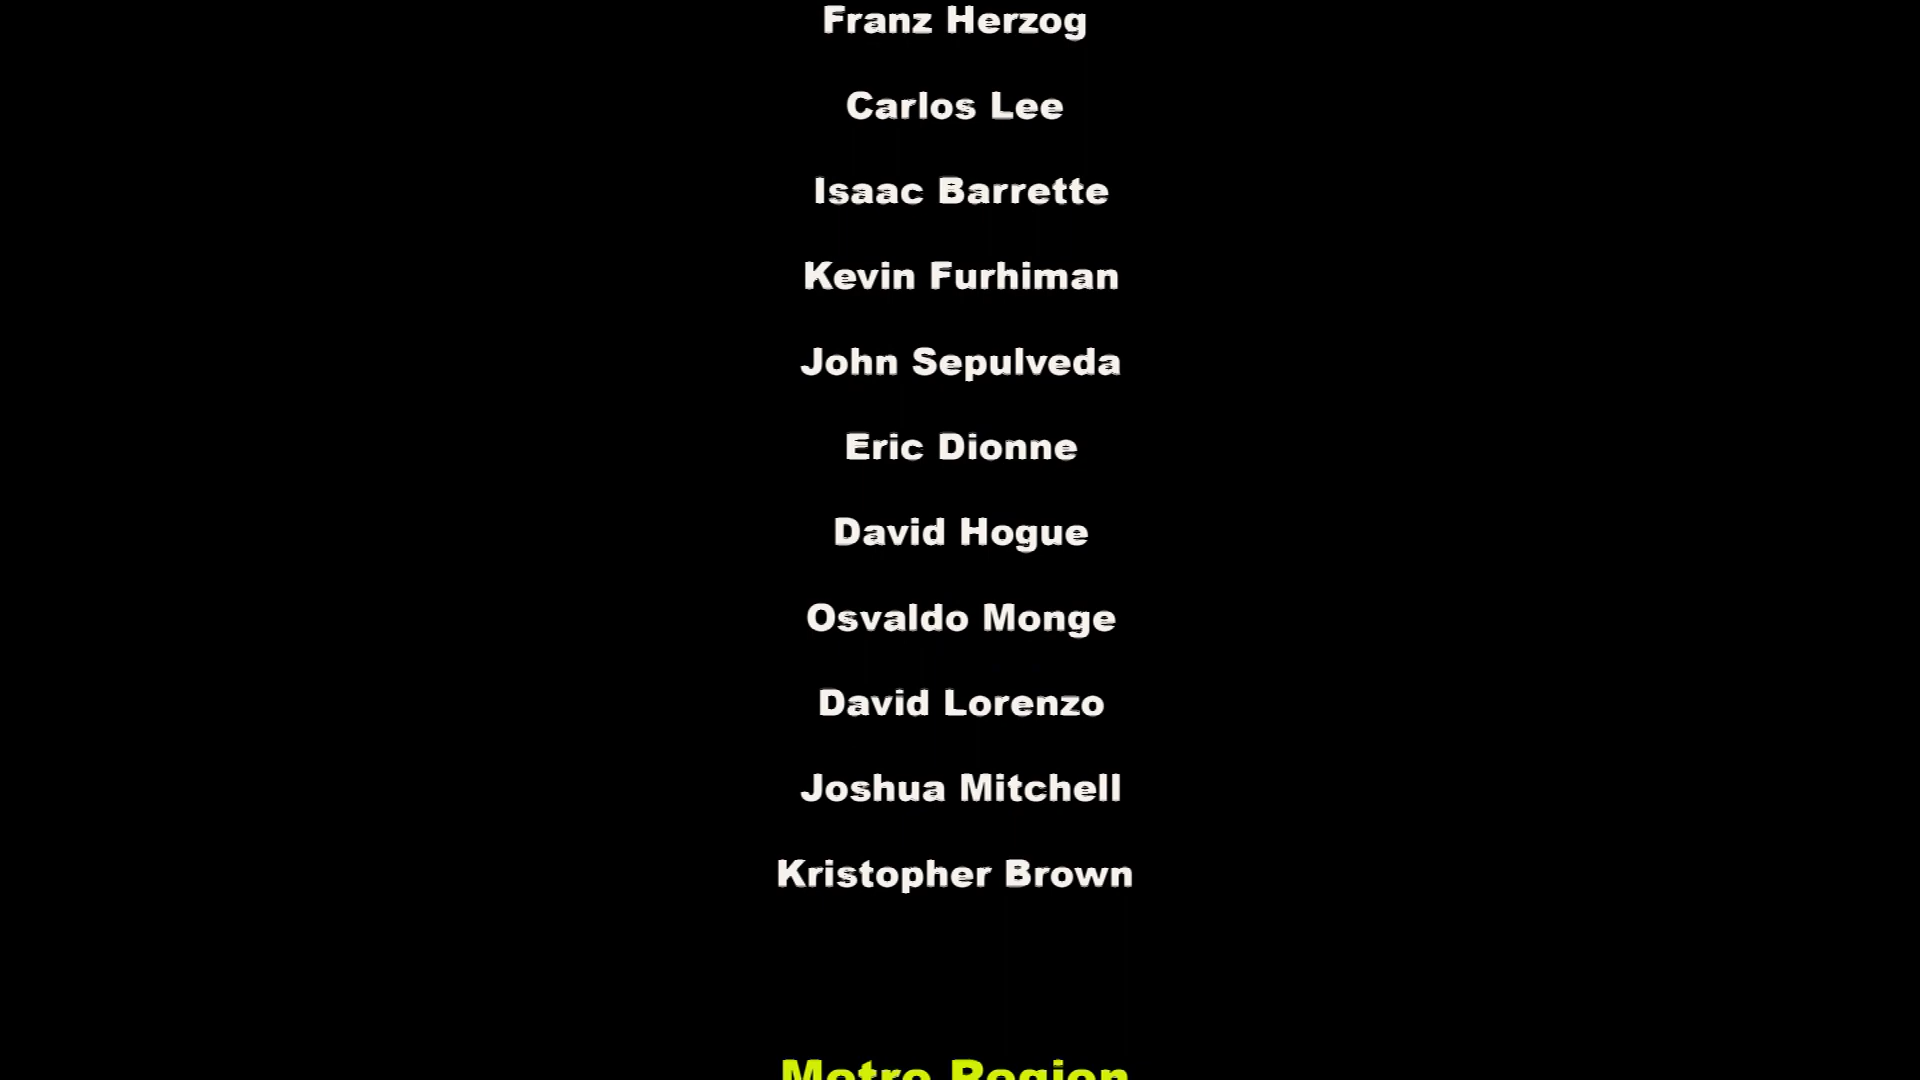 Franz Herzog
Carlos Lee
Isaac Barrette
Kevin Furhiman
John Sepulveda
Eric Dionne
David Hogue
Osvaldo Monge
David Lorenzo
Joshua Mitchell
Kristopher Brown
Metro Region